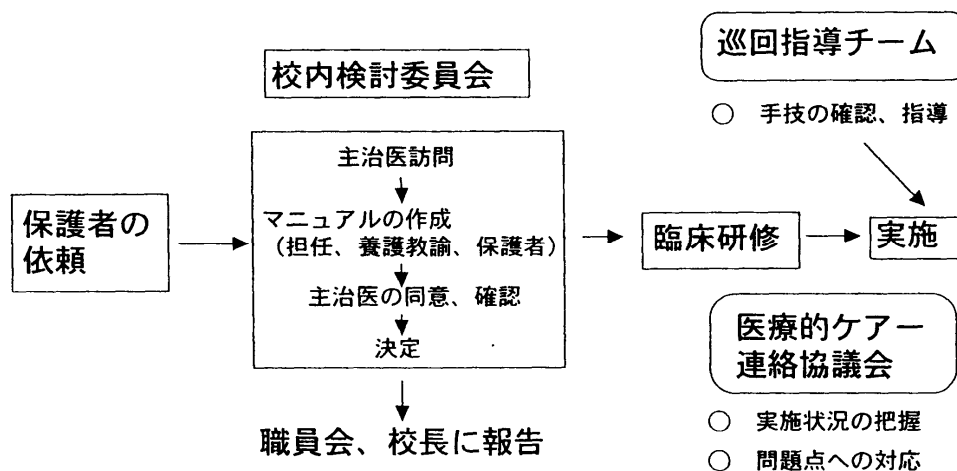 校内検討委員会
保護者の
依頼
主治医訪問
マニュアルの作成
(担任、養護教諭、保護者)
主治医の同意、確認
決定
職員会、校長に報告
臨床研修
実施
巡回指導チーム
○ 手技の確認、指導
医療的ケアー
連絡協議会
○ 実施状況の把握
○ 問題点への対応